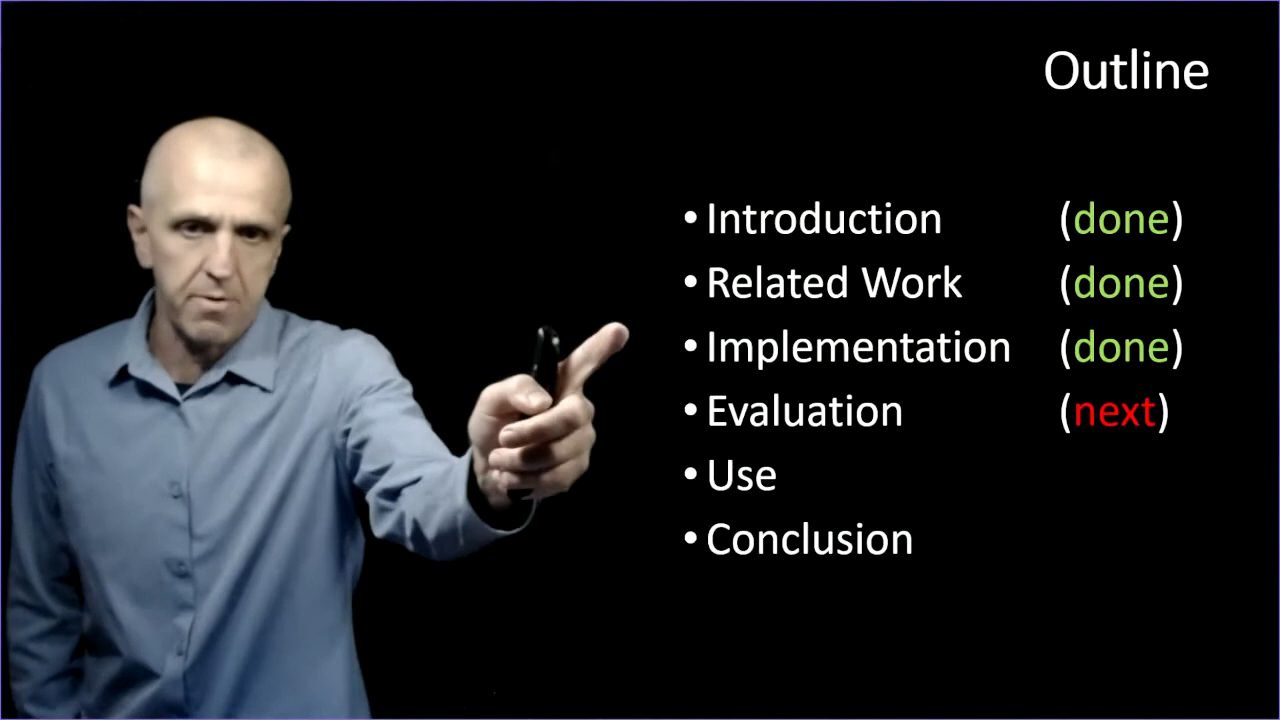 Outline
• Introduction (done)
• Related Work (done)
• Implementation (done)
• Evaluation (next)
• Use
• Conclusion